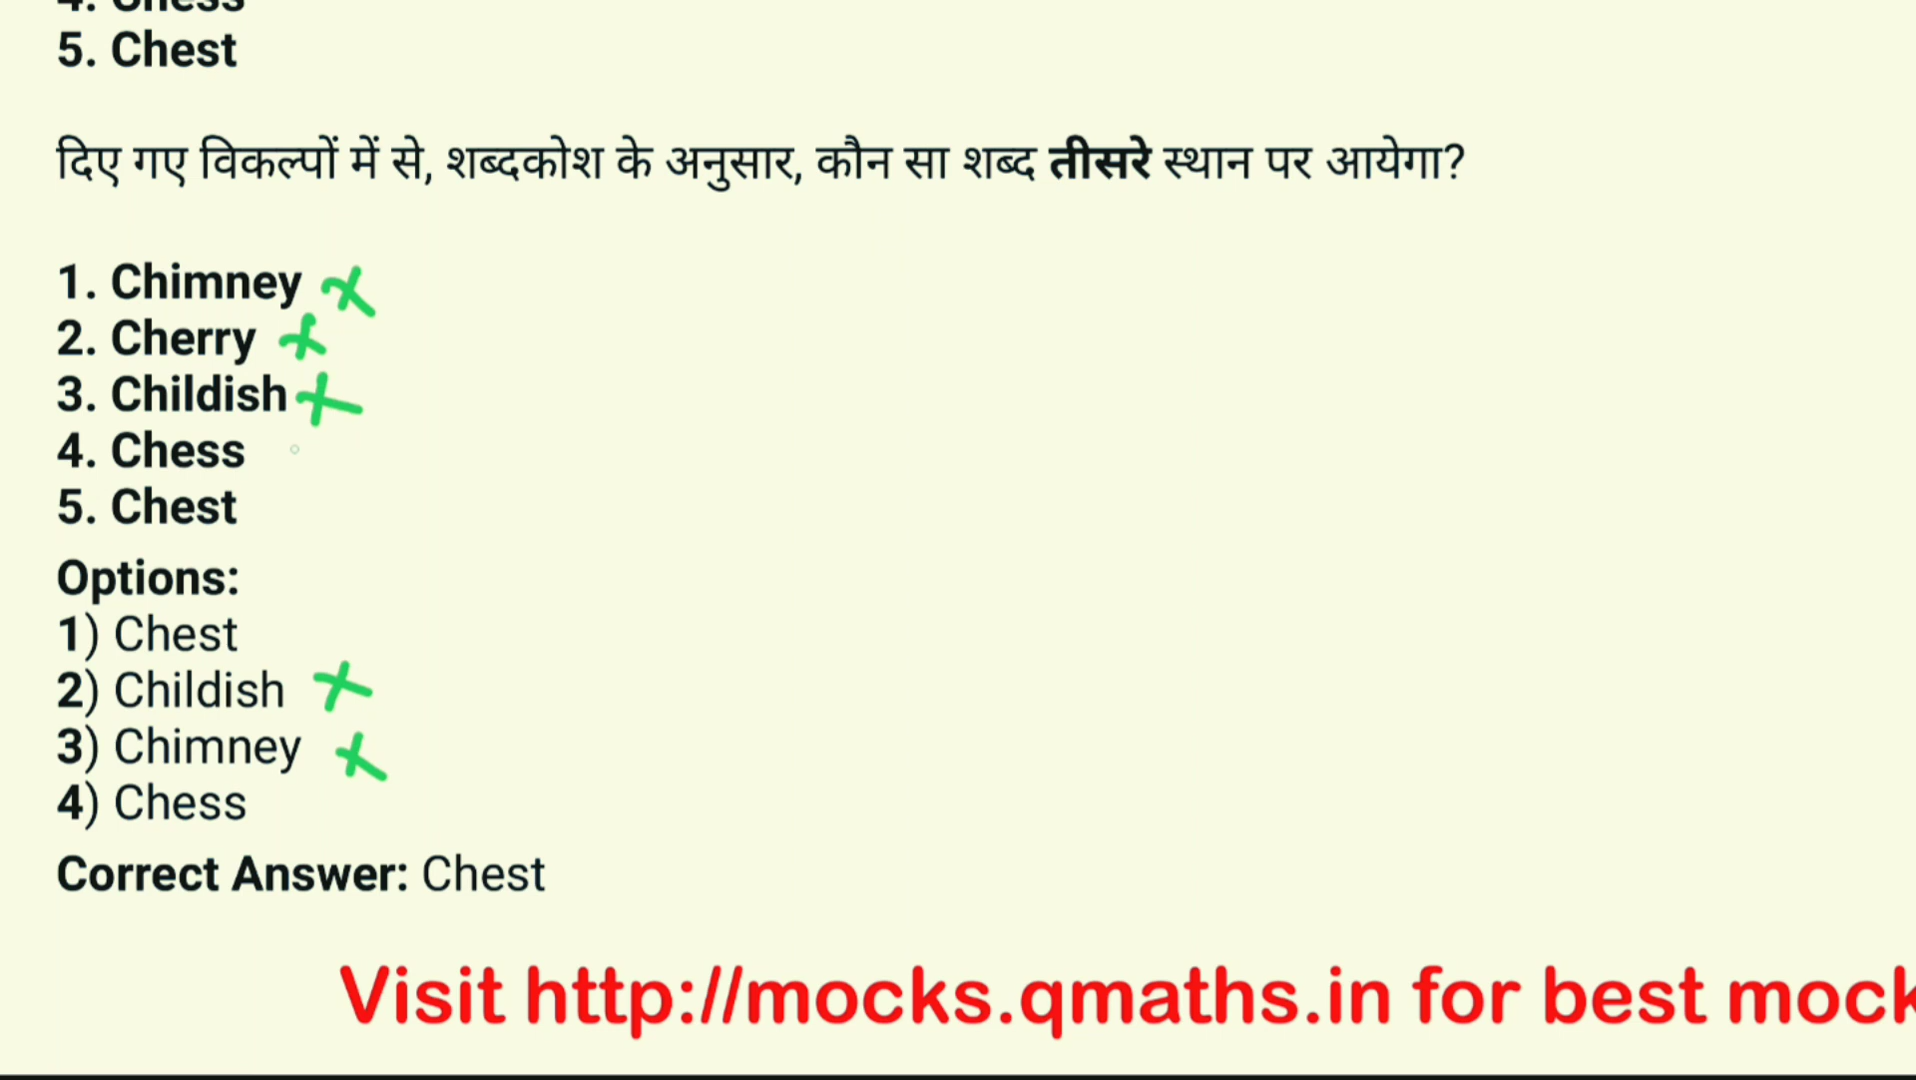 4. Chess
5. Chest
दिए गए विकल्पों में से, शब्दकोश के अनुसार, कौन सा शब्द तीसरे स्थान पर आयेगा?
1. Chimney
2. Cherry
3. Childish
4. Chess
5. Chest
Options:
1) Chest
2) Childish
3) Chimney
4) Chess
Correct Answer: Chest
Visit http://mocks.qmaths.in for best mock